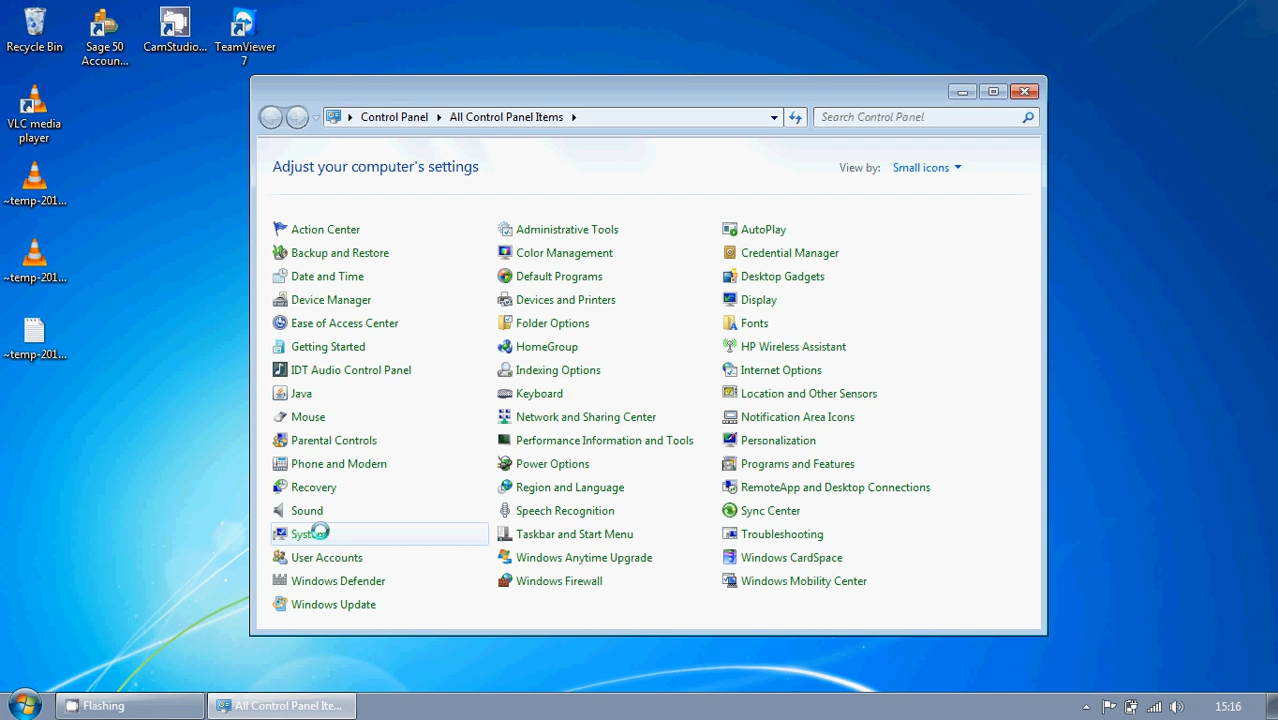 Recycle Bin
Sage 50
Accoun...
CamStudio...
TeamViewer
7
VLC media
player
~temp-201...
~temp-201...
~temp-201...
Control Panel
All Control Panel Items
Search Control Panel
Adjust your computer's settings
View by: Small icons
Action Center
Administrative Tools
AutoPlay
Backup and Restore
Color Management
Credential Manager
Date and Time
Default Programs
Desktop Gadgets
Device Manager
Devices and Printers
Display
Ease of Access Center
Folder Options
Fonts
Getting Started
HomeGroup
HP Wireless Assistant
IDT Audio Control Panel
Indexing Options
Internet Options
Java
Keyboard
Location and Other Sensors
Mouse
Network and Sharing Center
Notification Area Icons
Parental Controls
Performance Information and Tools
Personalization
Phone and Modem
Power Options
Programs and Features
Recovery
Region and Language
RemoteApp and Desktop Connections
Sound
Speech Recognition
Sync Center
Taskbar and Start Menu
Troubleshooting
User Accounts
Windows Anytime Upgrade
Windows CardSpace
Windows Defender
Windows Firewall
Windows Mobility Center
Windows Update
Flashing
All Control Panel Ite...
15:16